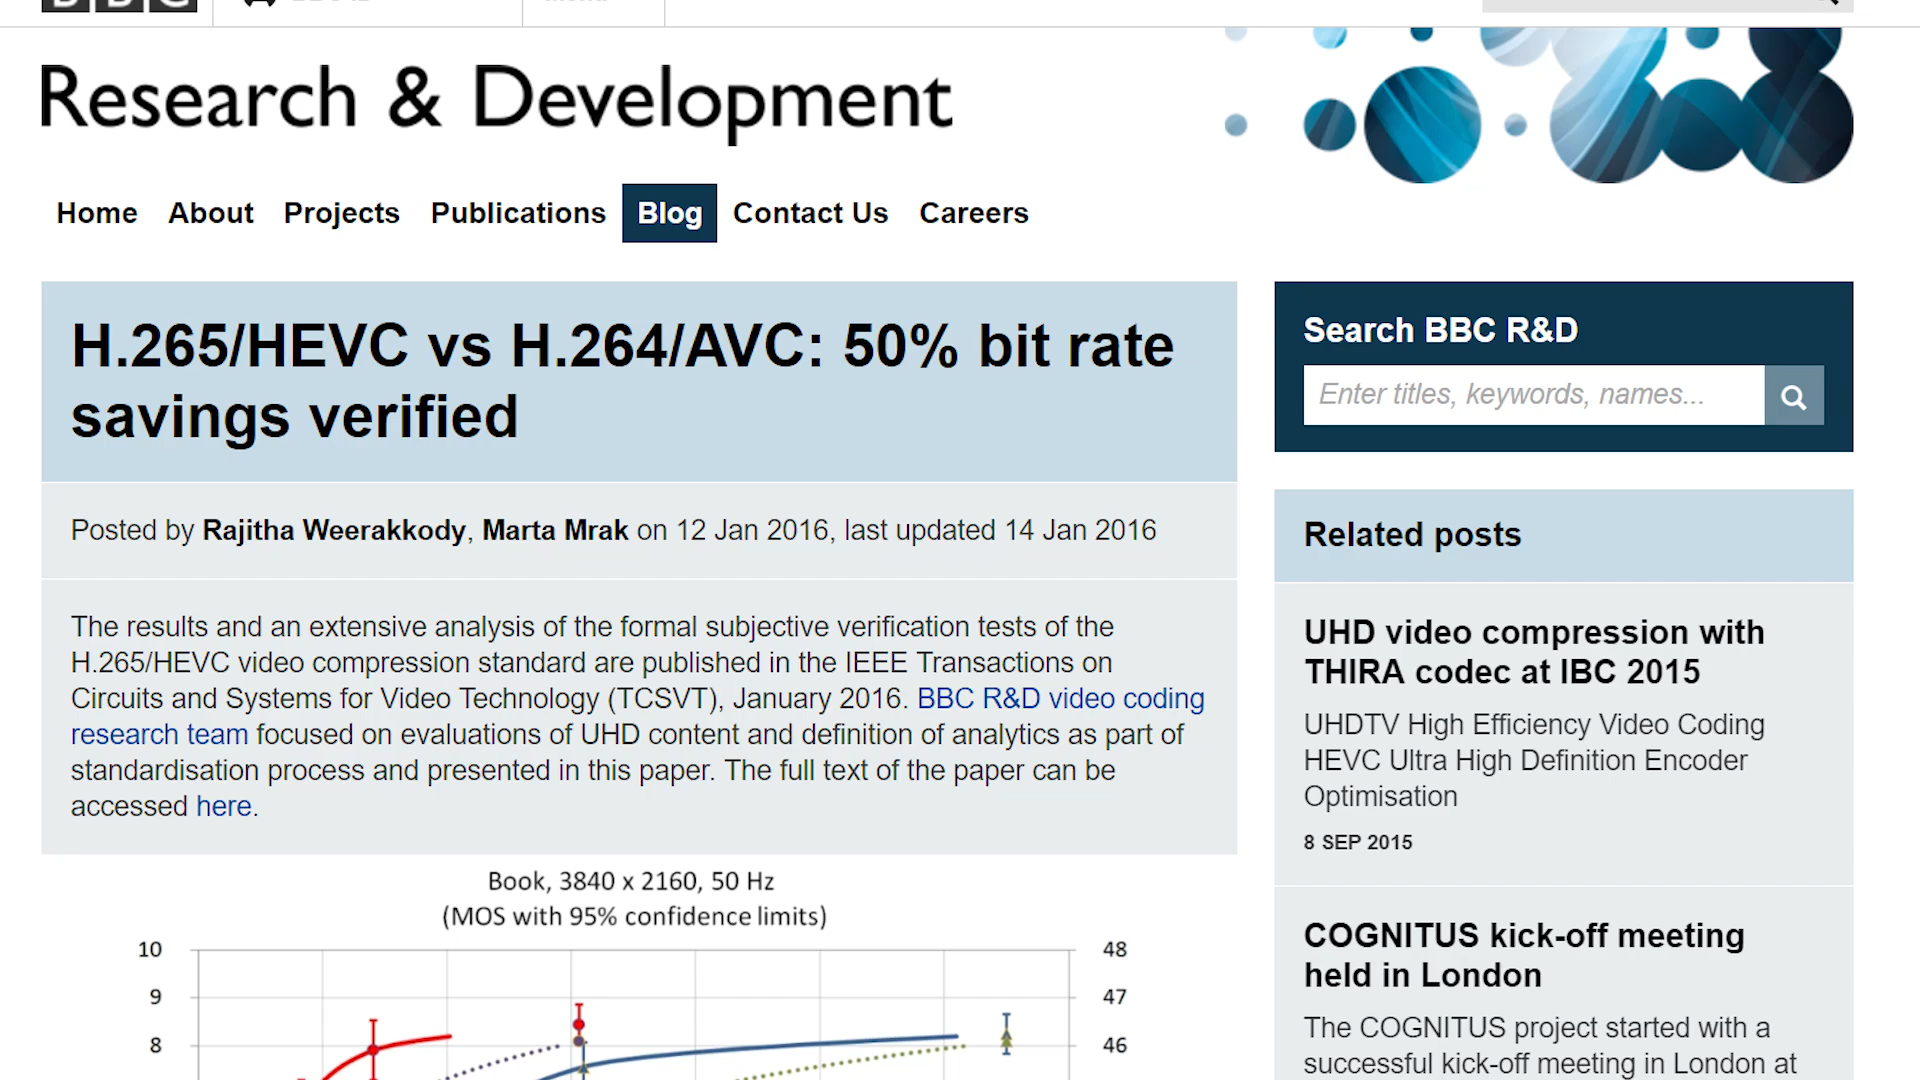 BBC
Research & Development
Home About Projects Publications Blog Contact Us Careers
H.265/HEVC vs H.264/AVC: 50% bit rate
savings verified
Posted by Rajitha Weerakkody, Marta Mrak on 12 Jan 2016, last updated 14 Jan 2016
The results and an extensive analysis of the formal subjective verification tests of the
H.265/HEVC video compression standard are published in the IEEE Transactions on
Circuits and Systems for Video Technology (TCSVT), January 2016. BBC R&D video coding
research team focused on evaluations of UHD content and definition of analytics as part of
standardisation process and presented in this paper. The full text of the paper can be
accessed here.
Book, 3840 x 2160, 50 Hz
(MOS with 95% confidence limits)
10 48
9 47
8 46
Search BBC R&D
Enter titles, keywords, names...
Related posts
UHD video compression with
THIRA codec at IBC 2015
UHDTV High Efficiency Video Coding
HEVC Ultra High Definition Encoder
Optimisation
8 SEP 2015
COGNITUS kick-off meeting
held in London
The COGNITUS project started with a
successful kick-off meeting in London at